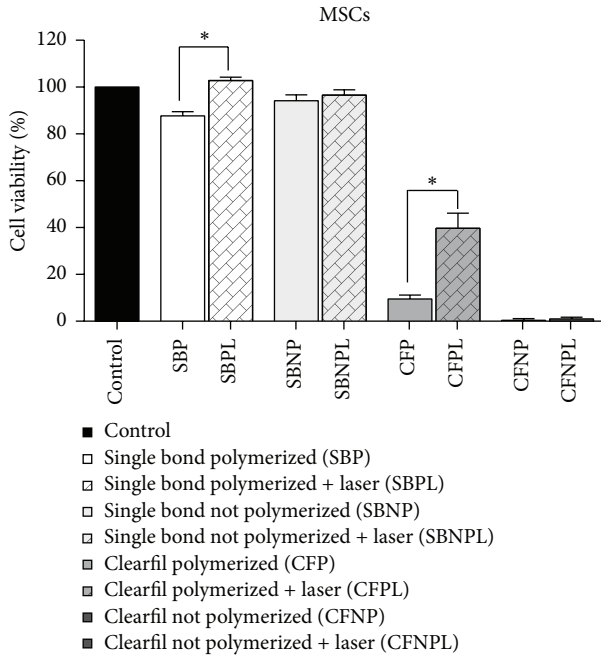 MSCs
Cell viability (%)
120
100
80
60
40
20
0
*
*
Control
SBP
SBPL
SBNP
SBNPL
CFP
CFPL
CFNP
CFNPL
Control
Single bond polymerized (SBP)
Single bond polymerized + laser (SBPL)
Single bond not polymerized (SBNP)
Single bond not polymerized + laser (SBNPL)
Clearfil polymerized (CFP)
Clearfil polymerized + laser (CFPL)
Clearfil not polymerized (CFNP)
Clearfil not polymerized + laser (CFNPL)